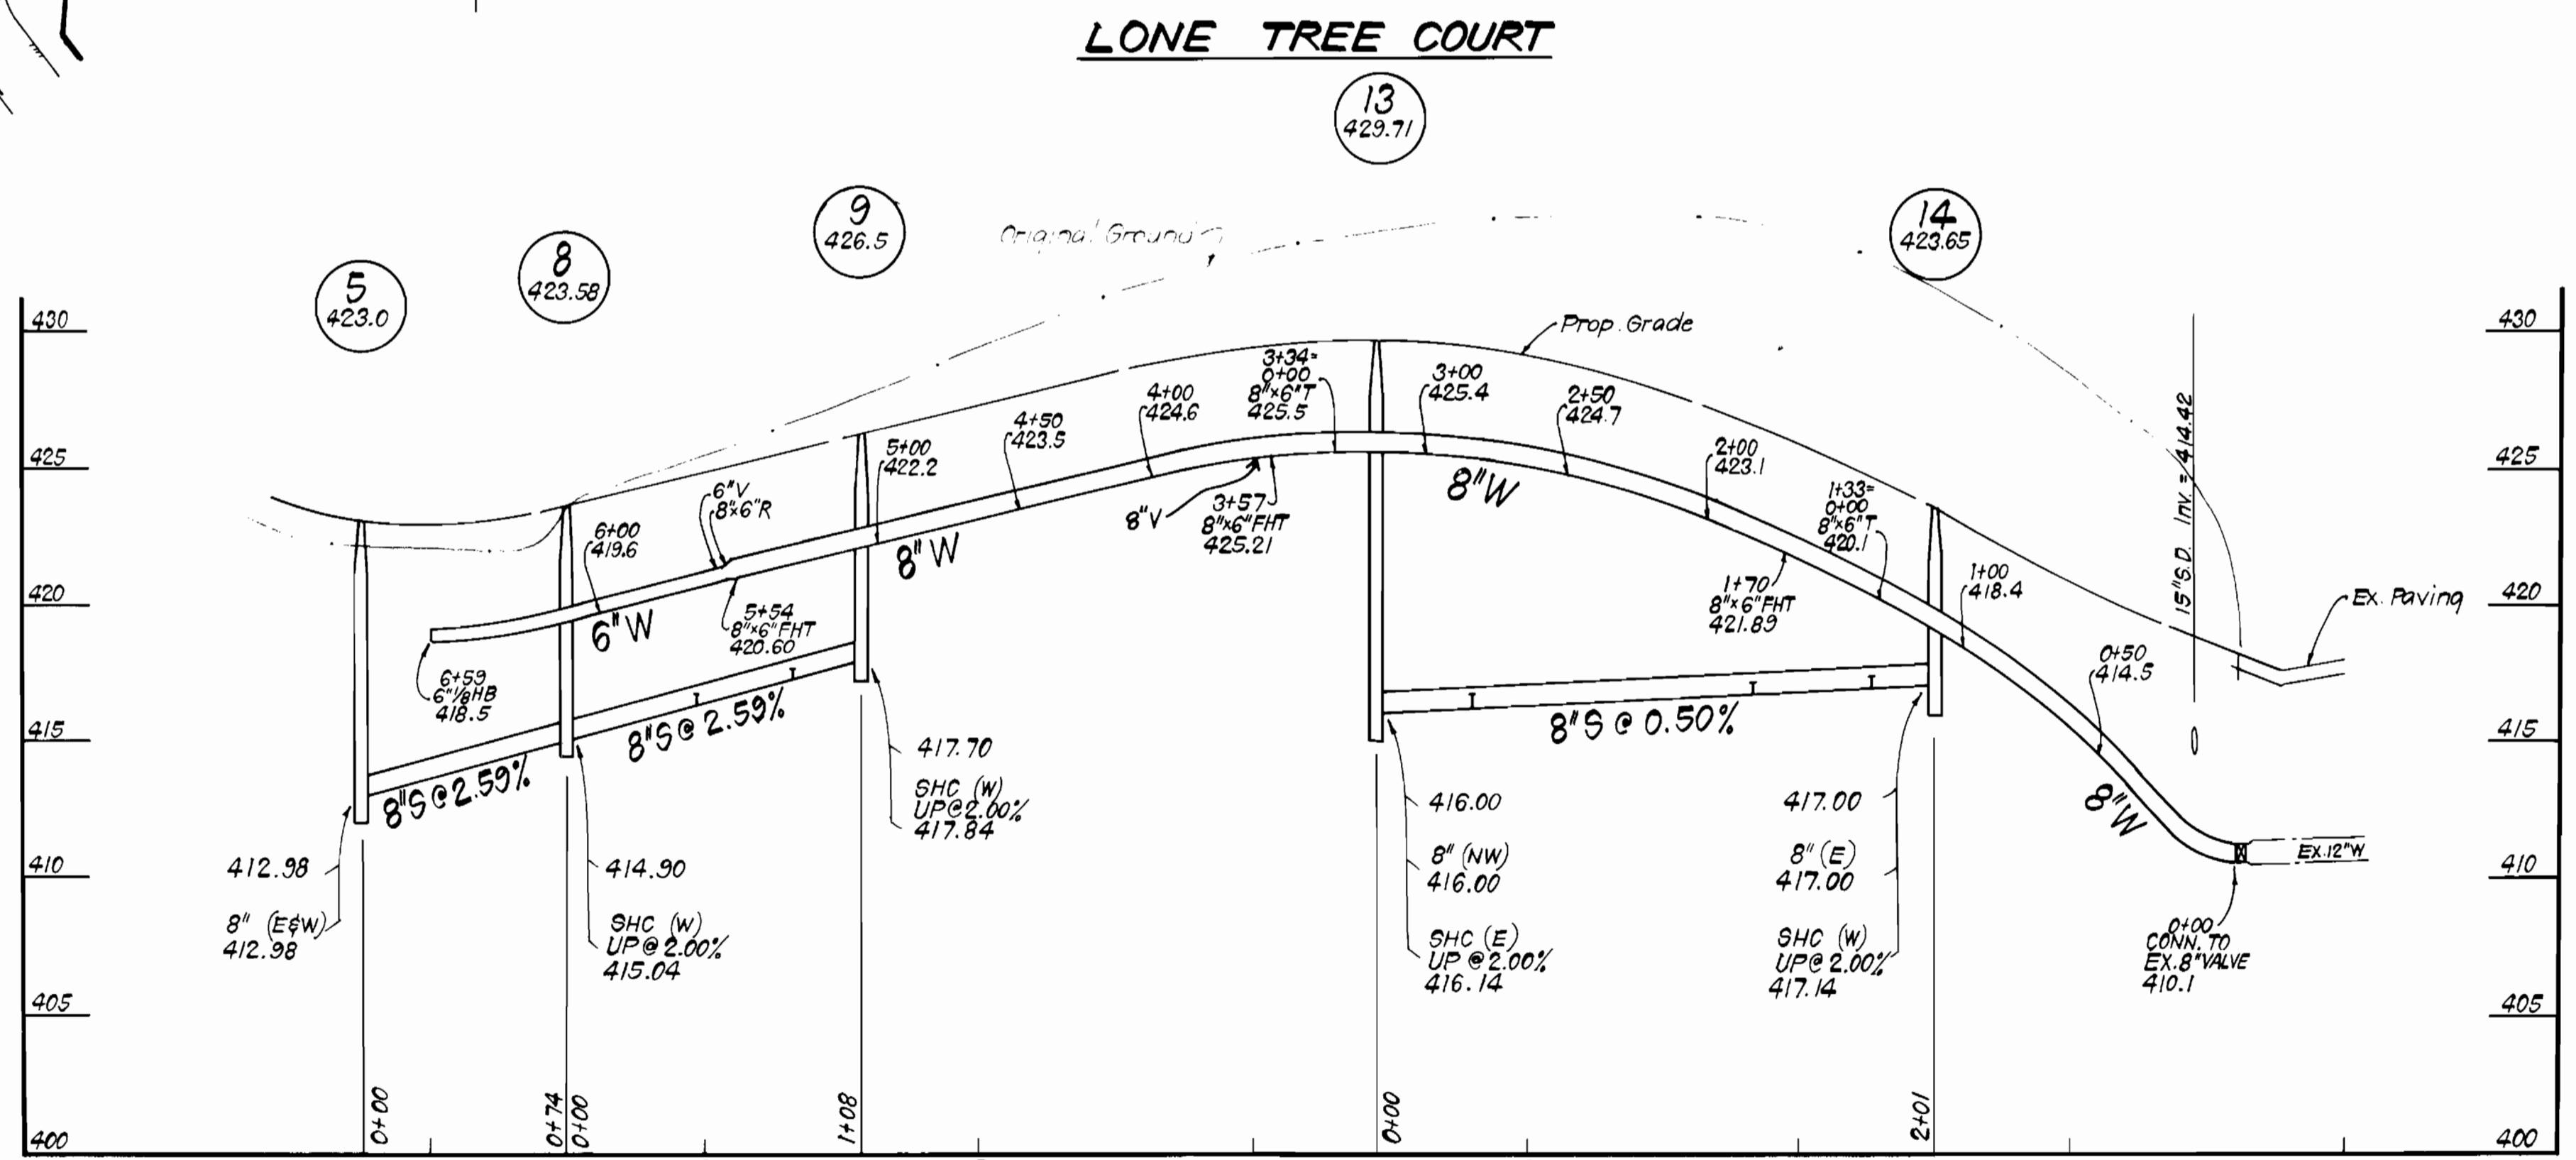 LONE TREE COURT
13
429.71
9
426.5
14
423.65
8
423.58
5
423.0
Original Ground
Prop. Grade
430
430
3+34=
0+00
8"x6"T
425.5
3+00
425.4
4+00
424.6
2+50
424.7
4+50
423.5
5+00
422.2
2+00
423.1
15"S.D. Inv.= 414.42
425
425
6"V
8"x6"R
8"W
8"V
3+57
8"x6"FHT
425.21
8"W
1+33=
0+00
8"x6"T
420.1
6+00
419.6
1+00
418.4
1+70
8"x6"FHT
421.89
Ex. Paving
420
420
6"W
5+54
8"x6"FHT
420.60
6+59
6"1/8HB
418.5
0+50
414.5
415
415
8"S@2.59%
8"S@2.59%
8"S @ 0.50%
8"W
417.70
SHC (W)
UP@2.00%
417.84
416.00
8" (NW)
416.00
SHC (E)
UP @2.00%
416.14
417.00
8" (E)
417.00
SHC (W)
UP@ 2.00%
417.14
EX.12"W
410
410
412.98
8" (E&W)
412.98
414.90
SHC (W)
UP@2.00%
415.04
0+00
CONN. TO
EX.8"VALVE
410.1
405
405
0+00
0+74
0+00
1+08
0+00
2+01
400
400